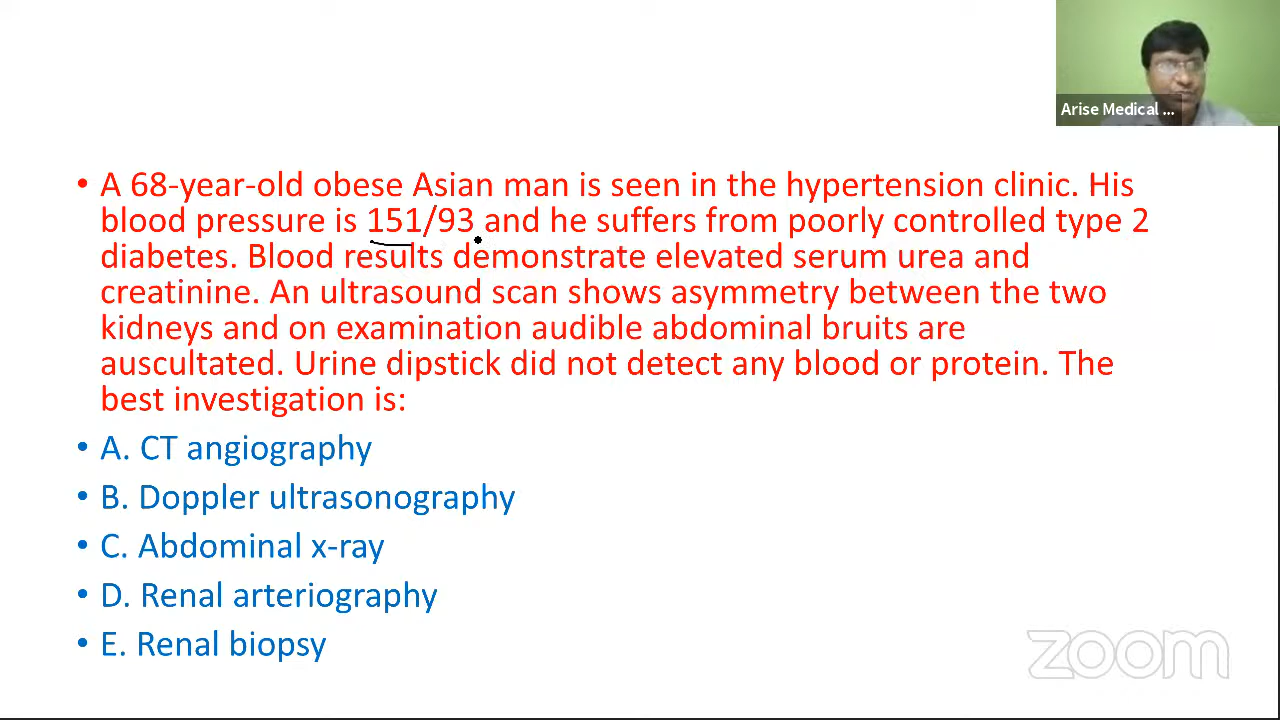 Arise Medical ...
• A 68-year-old obese Asian man is seen in the hypertension clinic. His
blood pressure is 151/93 and he suffers from poorly controlled type 2
diabetes. Blood results demonstrate elevated serum urea and
creatinine. An ultrasound scan shows asymmetry between the two
kidneys and on examination audible abdominal bruits are
auscultated. Urine dipstick did not detect any blood or protein. The
best investigation is:
• A. CT angiography
• B. Doppler ultrasonography
• C. Abdominal x-ray
• D. Renal arteriography
• E. Renal biopsy
zoom